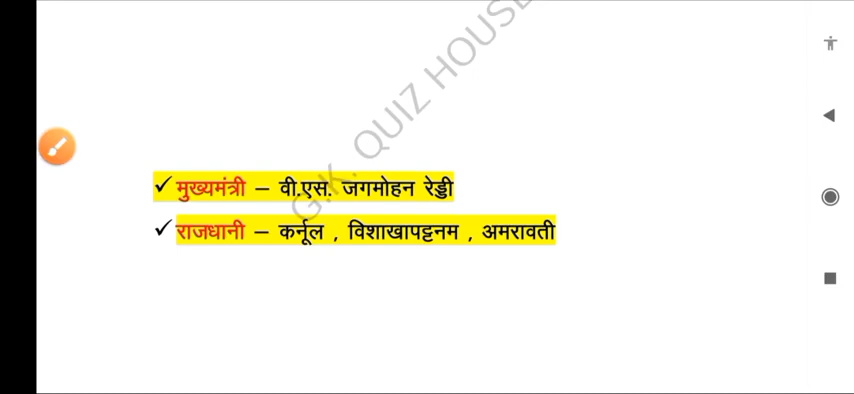 G.K. QUIZ HOUSE
✓ मुख्यमंत्री – वी.एस. जगमोहन रेड्डी
✓ राजधानी – कर्नूल , विशाखापट्टनम , अमरावती